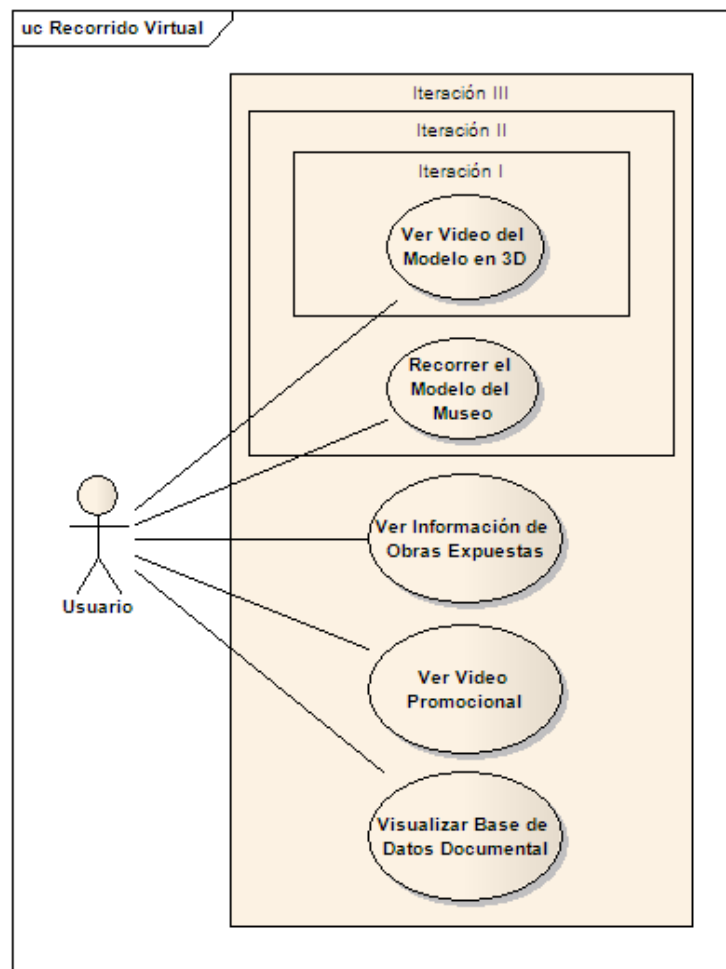 uc Recorrido Virtual
Iteración III
Iteración II
Iteración I
Ver Video del
Modelo en 3D
Recorrer el
Modelo del
Museo
Ver Información de
Obras Expuestas
Usuario
Ver Video
Promocional
Visualizar Base de
Datos Documental